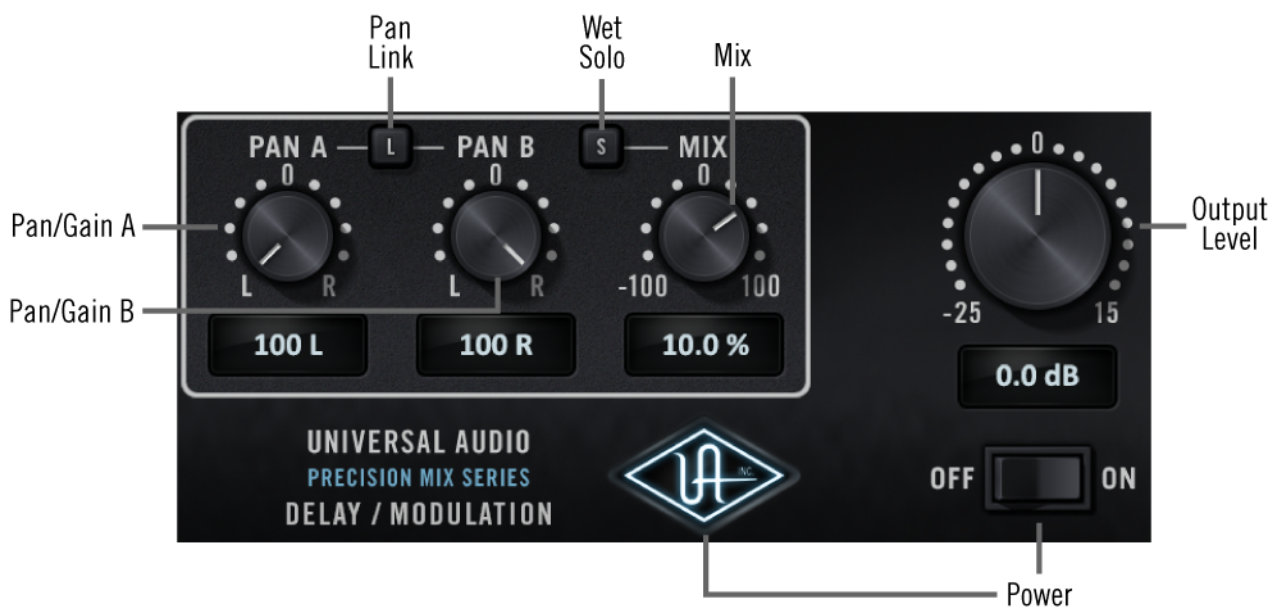 Pan
Link
Wet
Solo
Mix
PAN A
L
PAN B
S
MIX
0
0
0
0
Pan/Gain A
Output
Level
L
R
L
R
-100
100
-25
15
Pan/Gain B
100 L
100 R
10.0 %
0.0 dB
UNIVERSAL AUDIO
PRECISION MIX SERIES
DELAY / MODULATION
UA INC.
OFF
ON
Power